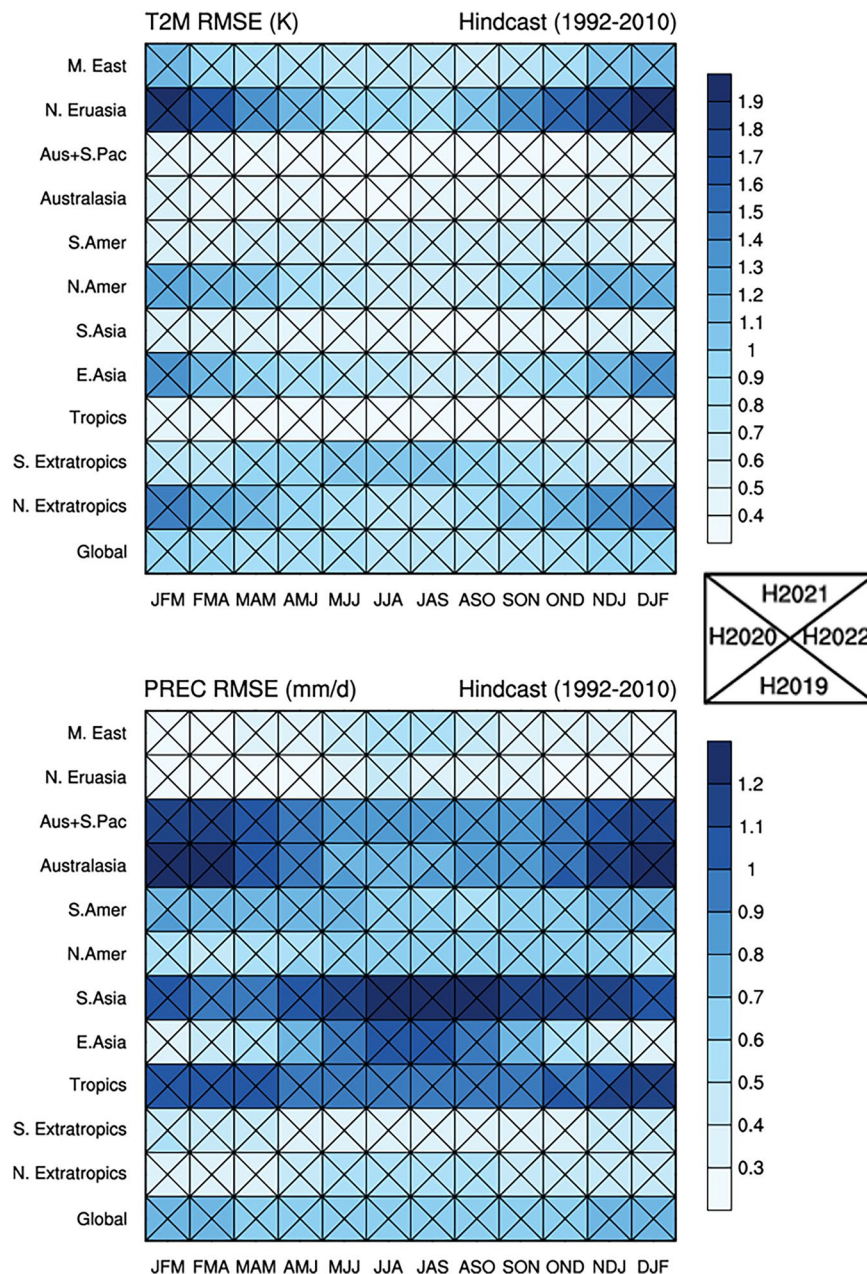 T2M RMSE (K) Hindcast (1992-2010)
M. East
N. Eruasia
Aus+S.Pac
Australasia
S.Amer
N.Amer
S.Asia
E.Asia
Tropics
S. Extratropics
N. Extratropics
Global
JFM FMA MAM AMJ MJJ JJA JAS ASO SON OND NDJ DJF
1.9
1.8
1.7
1.6
1.5
1.4
1.3
1.2
1.1
1
0.9
0.8
0.7
0.6
0.5
0.4
H2021
H2020 H2022
H2019
PREC RMSE (mm/d) Hindcast (1992-2010)
M. East
N. Eruasia
Aus+S.Pac
Australasia
S.Amer
N.Amer
S.Asia
E.Asia
Tropics
S. Extratropics
N. Extratropics
Global
JFM FMA MAM AMJ MJJ JJA JAS ASO SON OND NDJ DJF
1.2
1.1
1
0.9
0.8
0.7
0.6
0.5
0.4
0.3